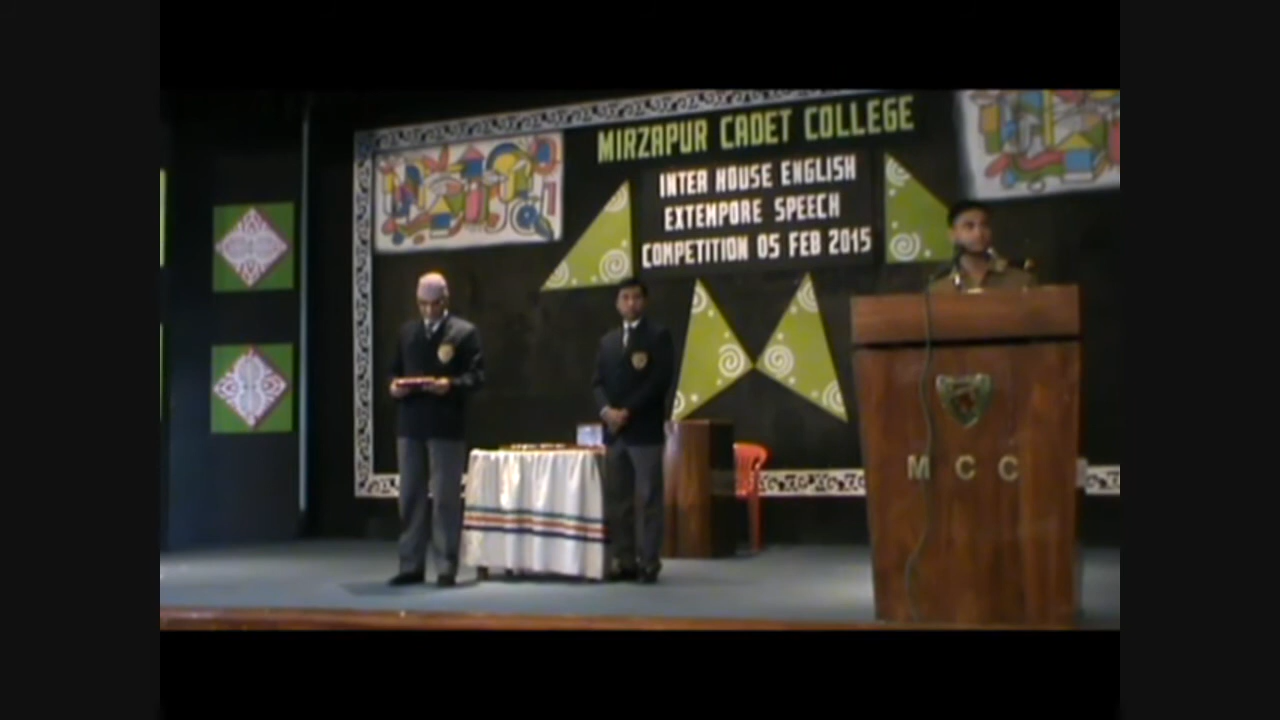 MIRZAPUR CADET COLLEGE
INTER HOUSE ENGLISH
EXTEMPORE SPEECH
COMPETITION 05 FEB 2015
M C C